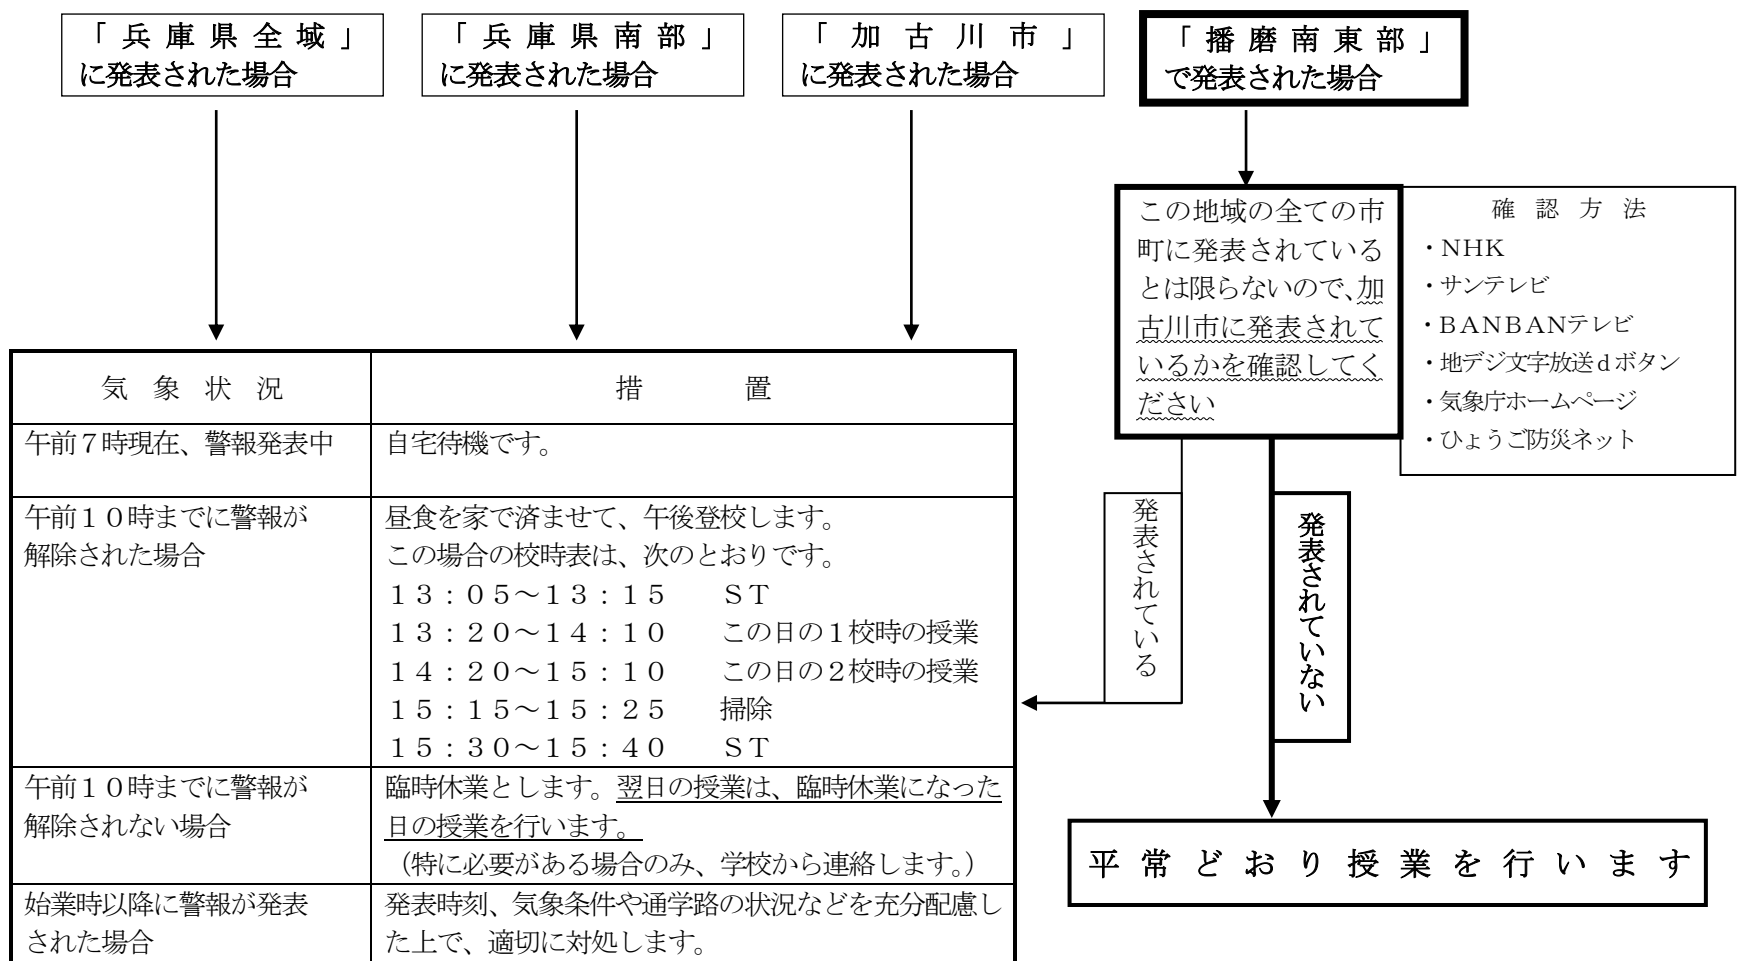 「兵庫県全域」
に発表された場合
「兵庫県南部」
に発表された場合
「加古川市」
に発表された場合
「播磨南東部」
で発表された場合
この地域の全ての市
町に発表されている
とは限らないので、加
古川市に発表されて
いるかを確認してく
ださい
確認方法
・NHK
・サンテレビ
・BANBANテレビ
・地デジ文字放送dボタン
・気象庁ホームページ
・ひょうご防災ネット
発表されている
発表されていない
平常どおり授業を行います
気象状況 措置
午前7時現在、警報発表中
自宅待機です。
午前10時までに警報が
解除された場合
昼食を家で済ませて、午後登校します。
この場合の校時表は、次のとおりです。
13:05~13:15 ST
13:20~14:10 この日の1校時の授業
14:20~15:10 この日の2校時の授業
15:15~15:25 掃除
15:30~15:40 ST
午前10時までに警報が
解除されない場合
臨時休業とします。翌日の授業は、臨時休業になった
日の授業を行います。
(特に必要がある場合のみ、学校から連絡します。)
始業時以降に警報が発表
された場合
発表時刻、気象条件や通学路の状況などを充分配慮し
た上で、適切に対処します。